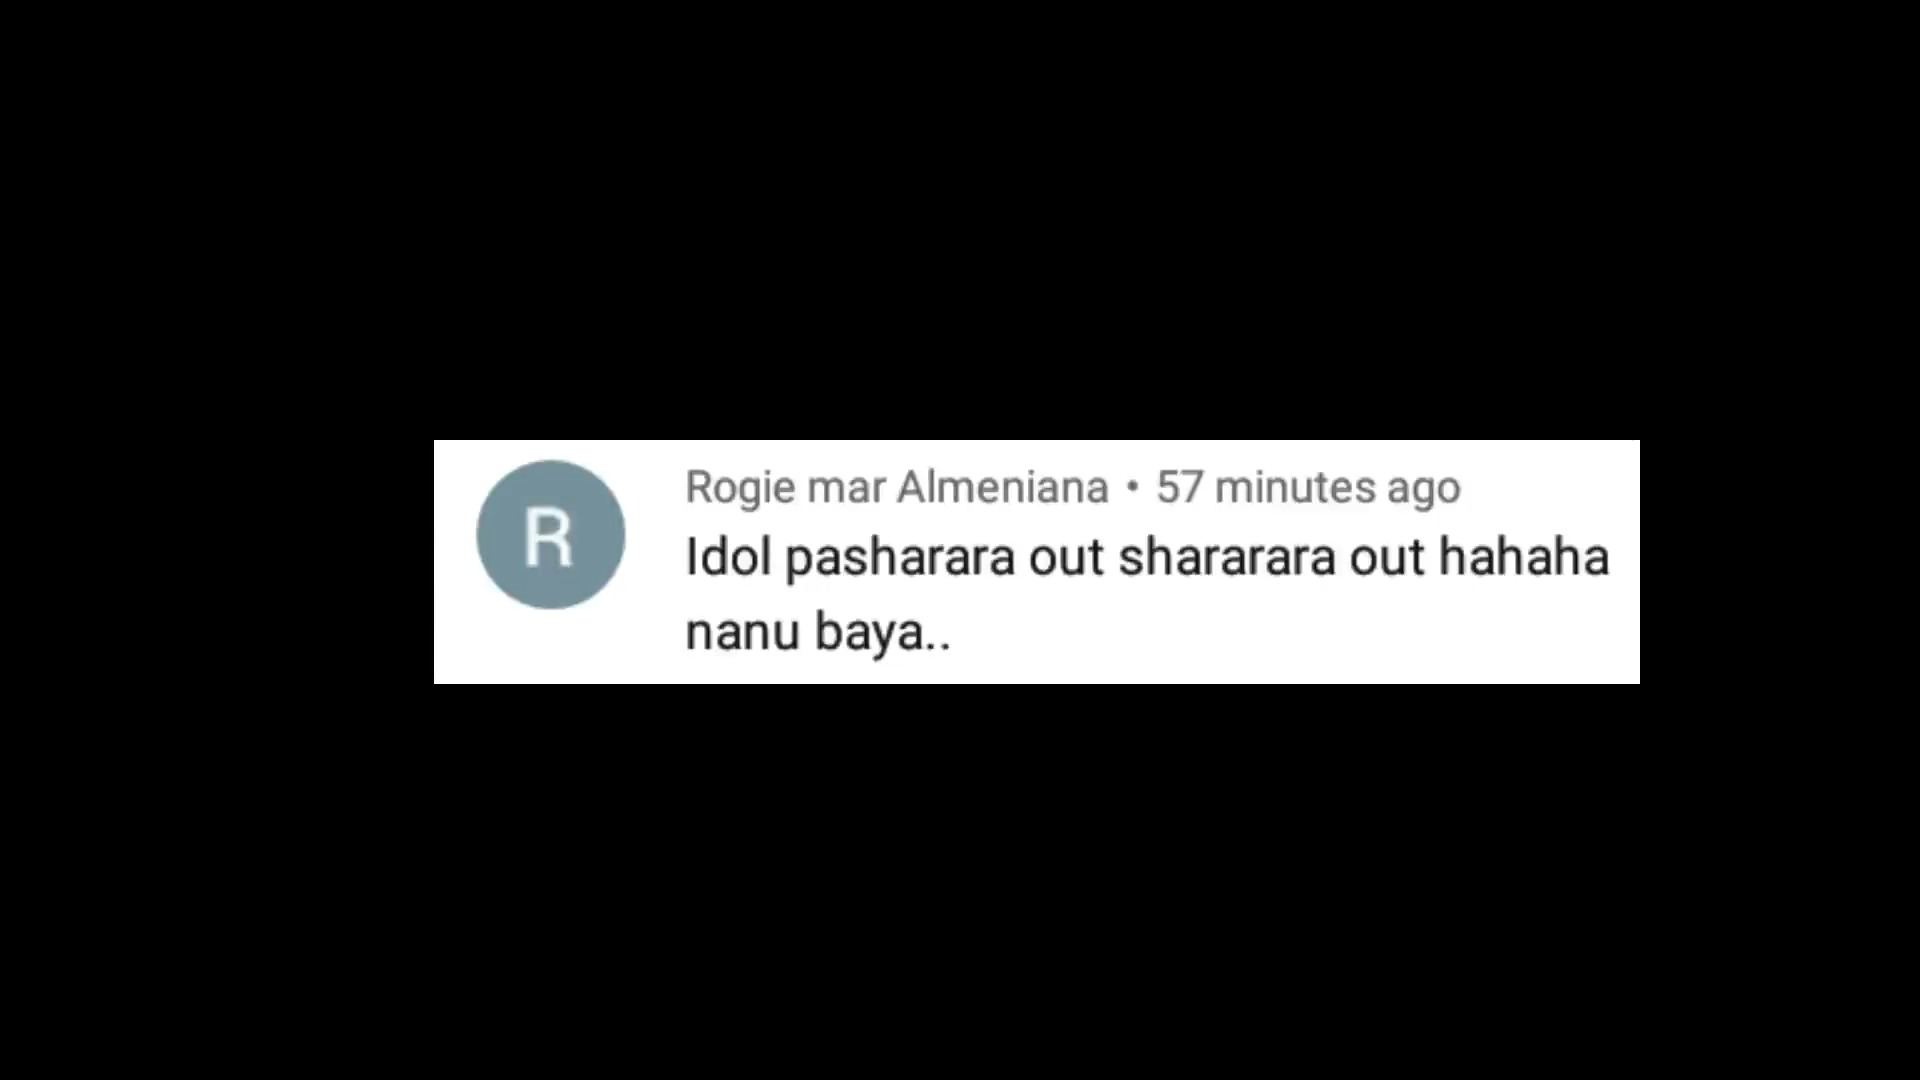 R
Rogie mar Almeniana • 57 minutes ago
Idol pasharara out shararara out hahaha
nanu baya..